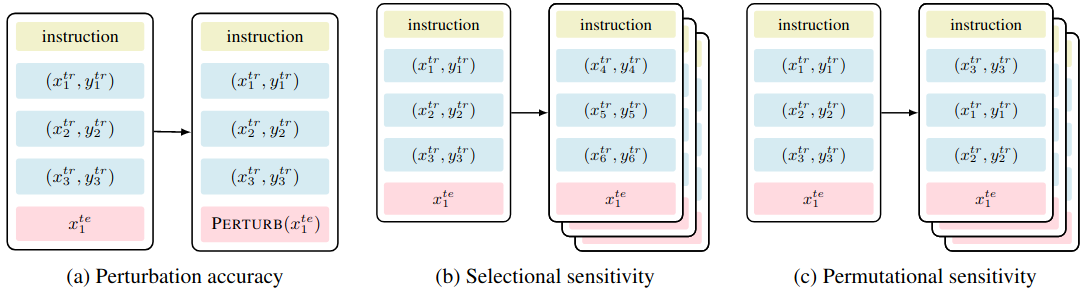 instruction
(x_1^{tr}, y_1^{tr})
(x_2^{tr}, y_2^{tr})
(x_3^{tr}, y_3^{tr})
x_1^{te}
instruction
(x_1^{tr}, y_1^{tr})
(x_2^{tr}, y_2^{tr})
(x_3^{tr}, y_3^{tr})
PERTURB(x_1^{te})
(a) Perturbation accuracy
instruction
(x_1^{tr}, y_1^{tr})
(x_2^{tr}, y_2^{tr})
(x_3^{tr}, y_3^{tr})
x_1^{te}
instruction
(x_4^{tr}, y_4^{tr})
(x_5^{tr}, y_5^{tr})
(x_6^{tr}, y_6^{tr})
x_1^{te}
(b) Selectional sensitivity
instruction
(x_1^{tr}, y_1^{tr})
(x_2^{tr}, y_2^{tr})
(x_3^{tr}, y_3^{tr})
x_1^{te}
instruction
(x_3^{tr}, y_3^{tr})
(x_1^{tr}, y_1^{tr})
(x_2^{tr}, y_2^{tr})
x_1^{te}
(c) Permutational sensitivity